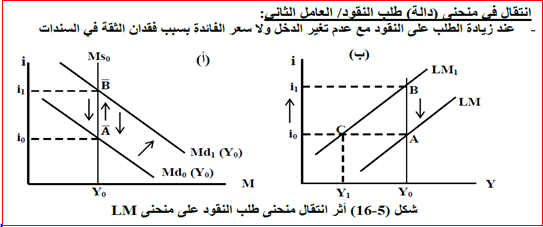 انتقال في منحنى (دالة) طلب النقود/ العامل الثاني:
- عند زيادة الطلب على النقود مع عدم تغير الدخل ولا سعر الفائدة بسبب فقدان الثقة في السندات
(أ)
i
Ms₀
i₁
B̅
i₀
A̅
Md₁ (Y₀)
Md₀ (Y₀)
Y₀
M
(ب)
i
LM₁
i₁
B
LM
i₀
C
A
Y₁
Y₀
Y
شكل (5-16) أثر انتقال منحنى طلب النقود على منحنى LM